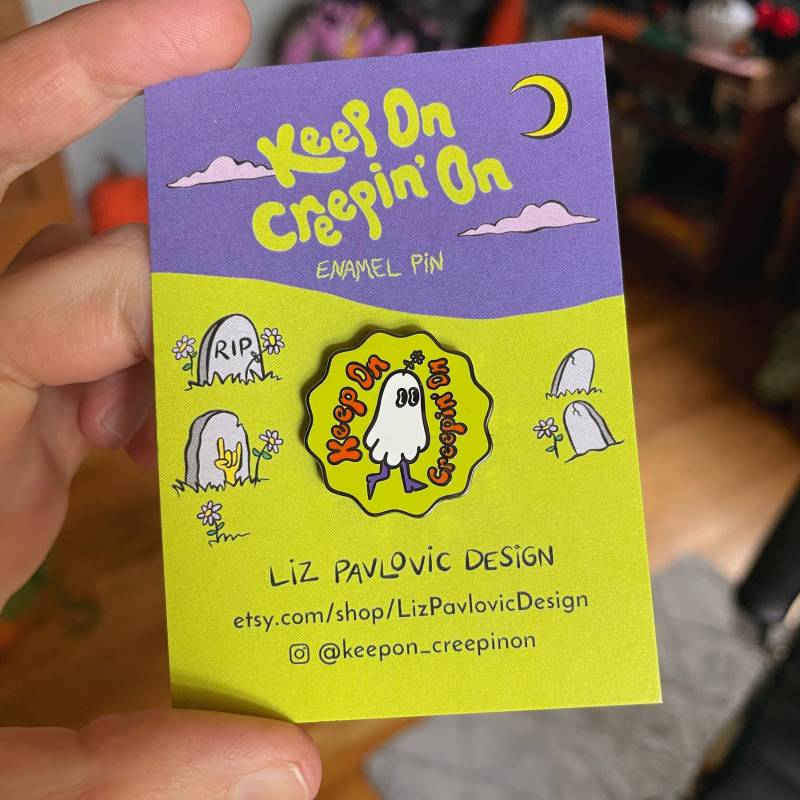 Keep On
Creepin' On
ENAMEL PIN
RIP
Keep On
Creepin' On
LiZ PAVLOVIC DESIGN
etsy.com/shop/LizPavlovicDesign
@keepon_creepinon